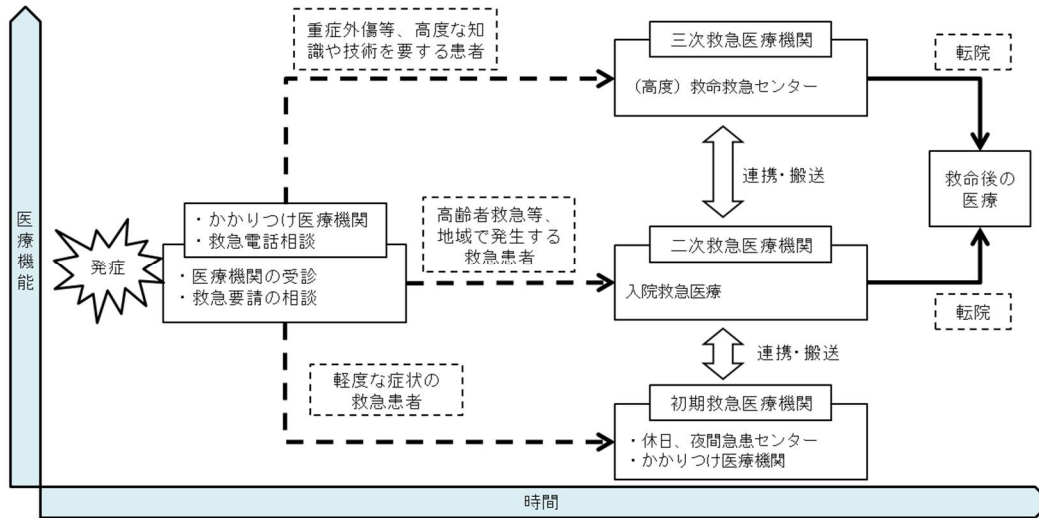 重症外傷等、高度な知
識や技術を要する患者
三次救急医療機関
（高度）救命救急センター
転院
連携・搬送
救命後の
医療
医療機能
発症
・かかりつけ医療機関
・救急電話相談
・医療機関の受診
・救急要請の相談
高齢者救急等、
地域で発生する
救急患者
二次救急医療機関
入院救急医療
転院
連携・搬送
軽度な症状の
救急患者
初期救急医療機関
・休日、夜間急患センター
・かかりつけ医療機関
時間